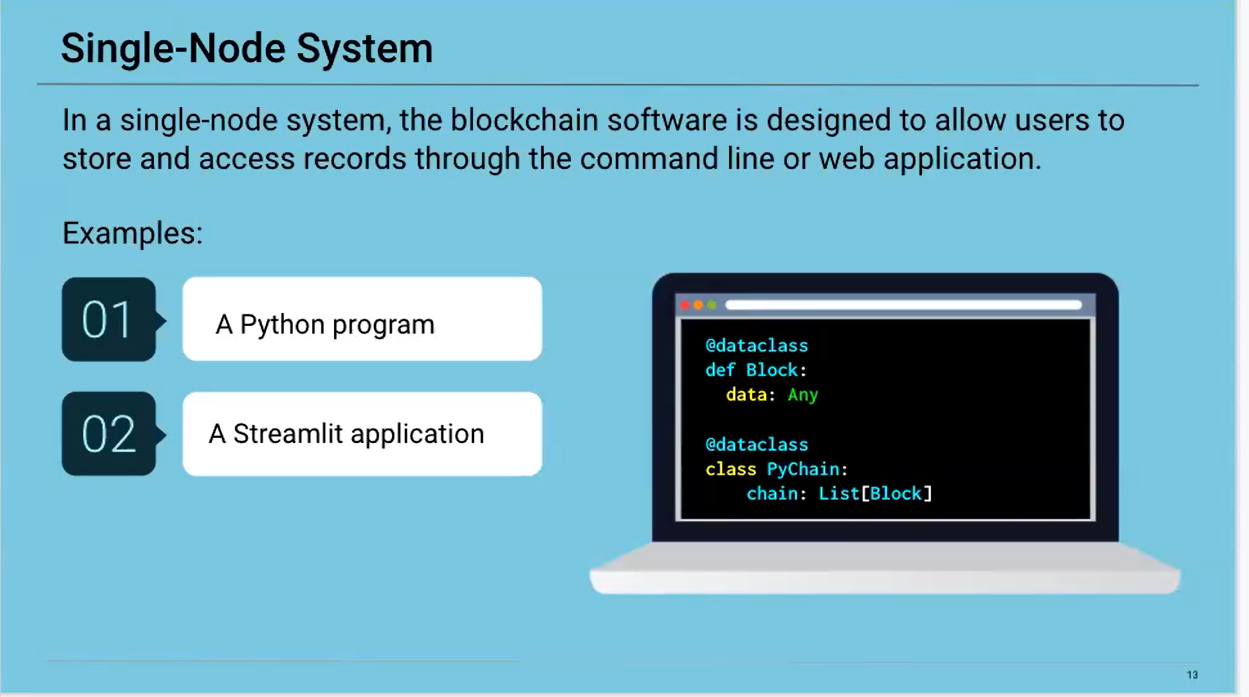 Single-Node System
In a single-node system, the blockchain software is designed to allow users to
store and access records through the command line or web application.
Examples:
01
A Python program
02
A Streamlit application
@dataclass
def Block:
data: Any
@dataclass
class PyChain:
chain: List[Block]
13